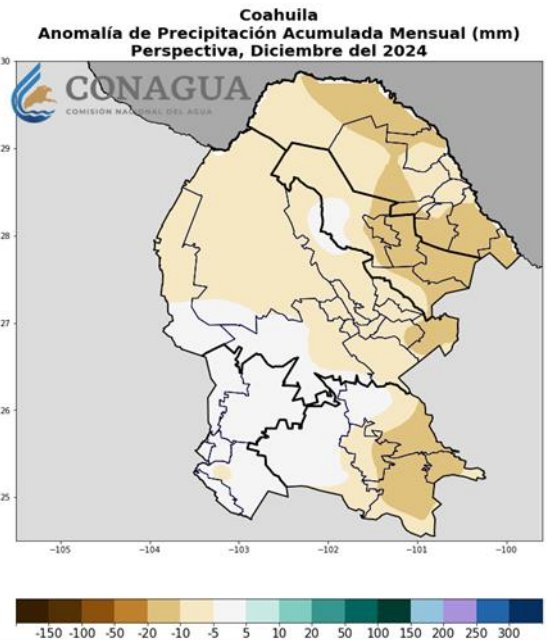 Coahuila
Anomalía de Precipitación Acumulada Mensual (mm)
Perspectiva, Diciembre del 2024
CONAGUA
COMISIÓN NACIONAL DEL AGUA
30
29
28
27
26
25
−105 −104 −103 −102 −101 −100
-150 -100 -50 -20 -10 -5 5 10 20 50 100 150 200 250 300